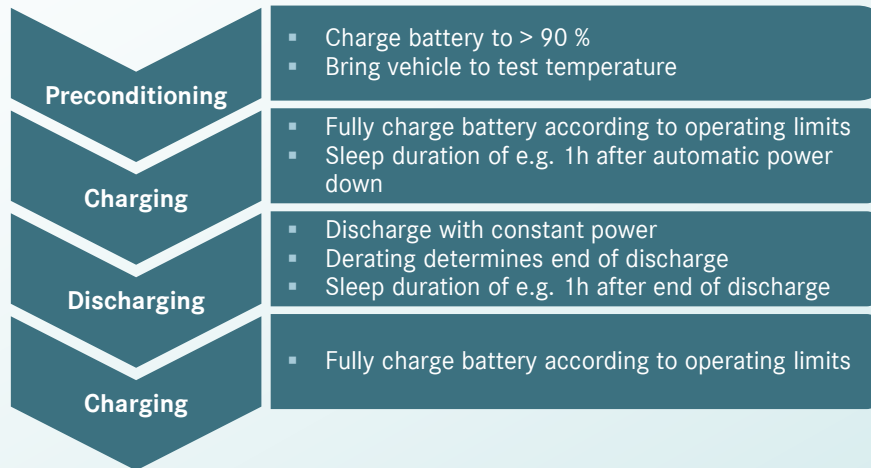 Preconditioning
▪ Charge battery to > 90 %
▪ Bring vehicle to test temperature
Charging
▪ Fully charge battery according to operating limits
▪ Sleep duration of e.g. 1h after automatic power
down
Discharging
▪ Discharge with constant power
▪ Derating determines end of discharge
▪ Sleep duration of e.g. 1h after end of discharge
Charging
▪ Fully charge battery according to operating limits